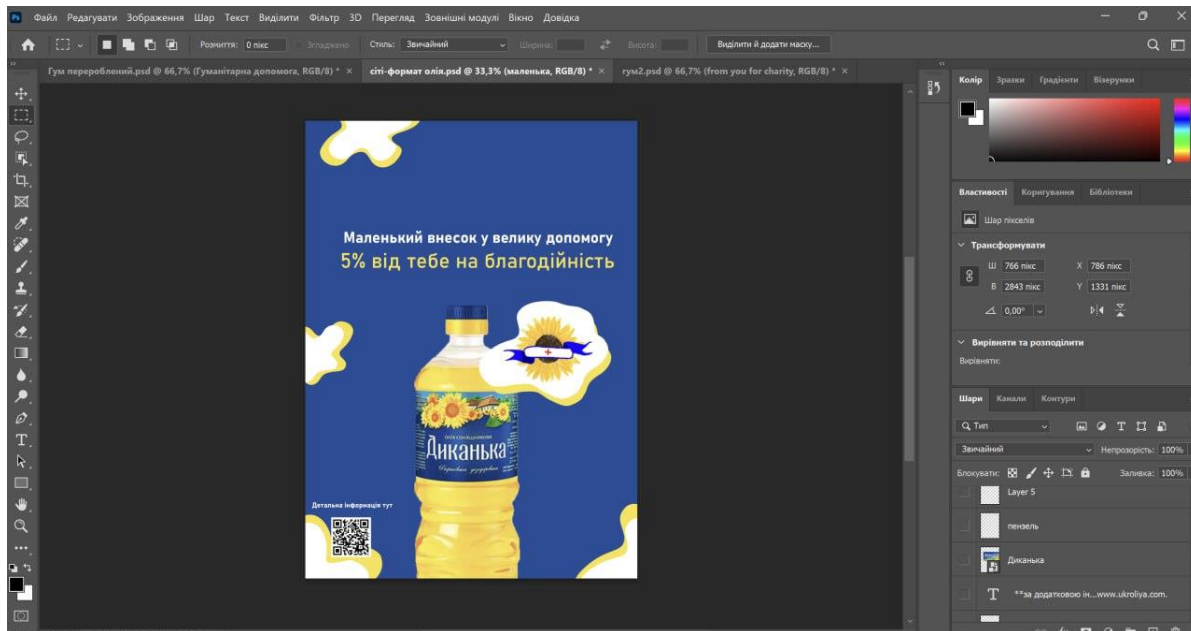 Ps Файл Редагувати Зображення Шар Текст Виділити Фільтр 3D Перегляд Зовнішні модулі Вікно Довідка
Розмиття: 0 пікс Згладжено Стиль: Звичайний Ширина: Висота: Виділити й додати маску...
Гум перероблений.psd @ 66,7% (Гуманітарна допомога, RGB/8) * × сіті-формат олія.psd @ 33,3% (маленька, RGB/8) * × гум2.psd @ 66,7% (from you for charity, RGB/8) * ×
Колір Зразки Градієнти Візерунки
Маленький внесок у велику допомогу
5% від тебе на благодійність
Диканька
Детальна інформація тут
Властивості Коригування Бібліотеки
Шар пікселів
Трансформувати
Ш 766 пікс X 786 пікс
В 2843 пікс Y 1331 пікс
0,00°
Вирівняти та розподілити
Вирівняти:
Шари Канали Контури
Тип
Звичайний Непрозорість: 100%
Блокувати: Заливка: 100%
Layer 5
пензель
Диканька
T **за додатковою ін...www.ukroliya.com.